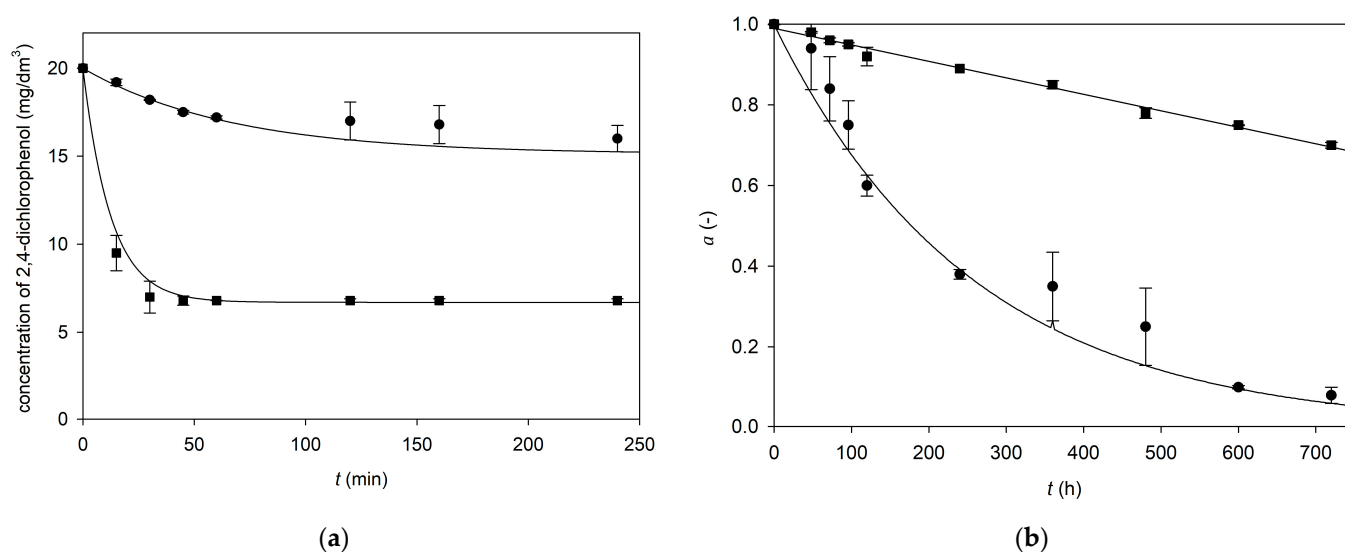 concentration of 2,4-dichlorophenol (mg/dm³)
20
15
10
5
0
0 50 100 150 200 250
t (min)
(a)
a (-)
1.0
0.8
0.6
0.4
0.2
0.0
0 100 200 300 400 500 600 700
t (h)
(b)